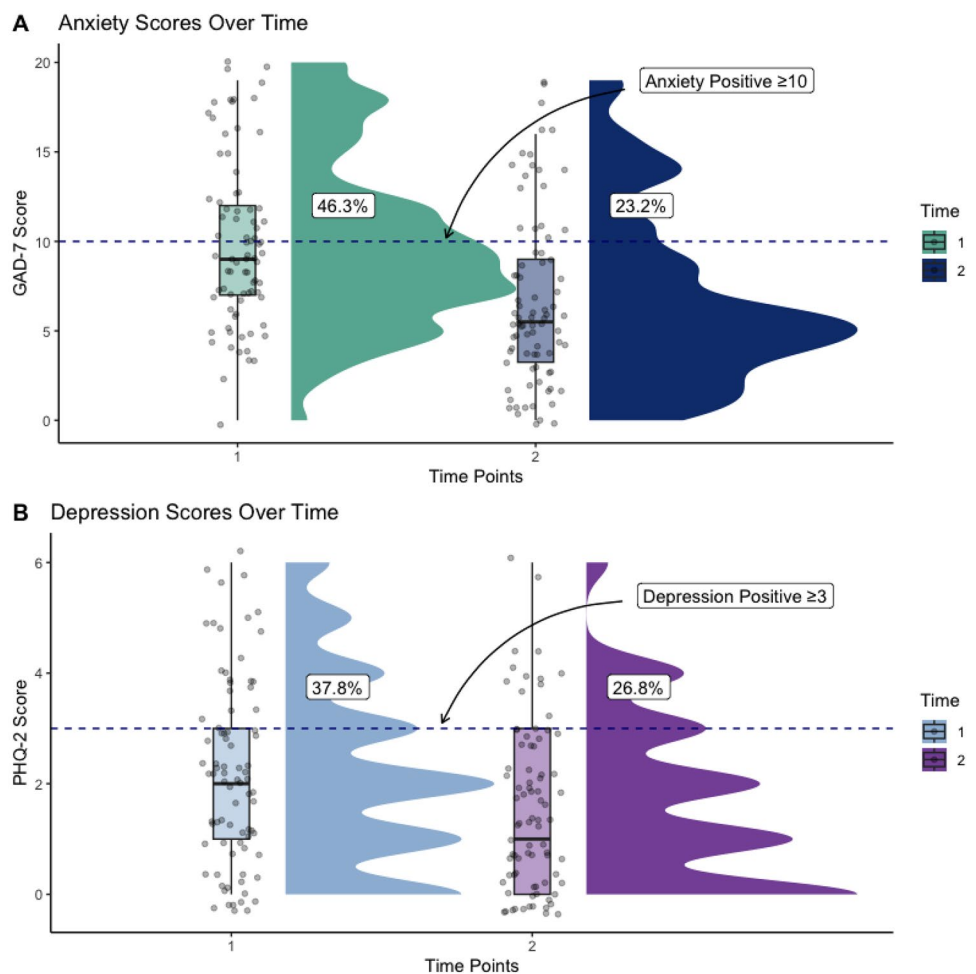 A Anxiety Scores Over Time
20
15
10
5
0
GAD-7 Score
Anxiety Positive ≥10
46.3%
23.2%
1
2
Time Points
Time
1
2
B Depression Scores Over Time
6
4
2
0
PHQ-2 Score
Depression Positive ≥3
37.8%
26.8%
1
2
Time Points
Time
1
2